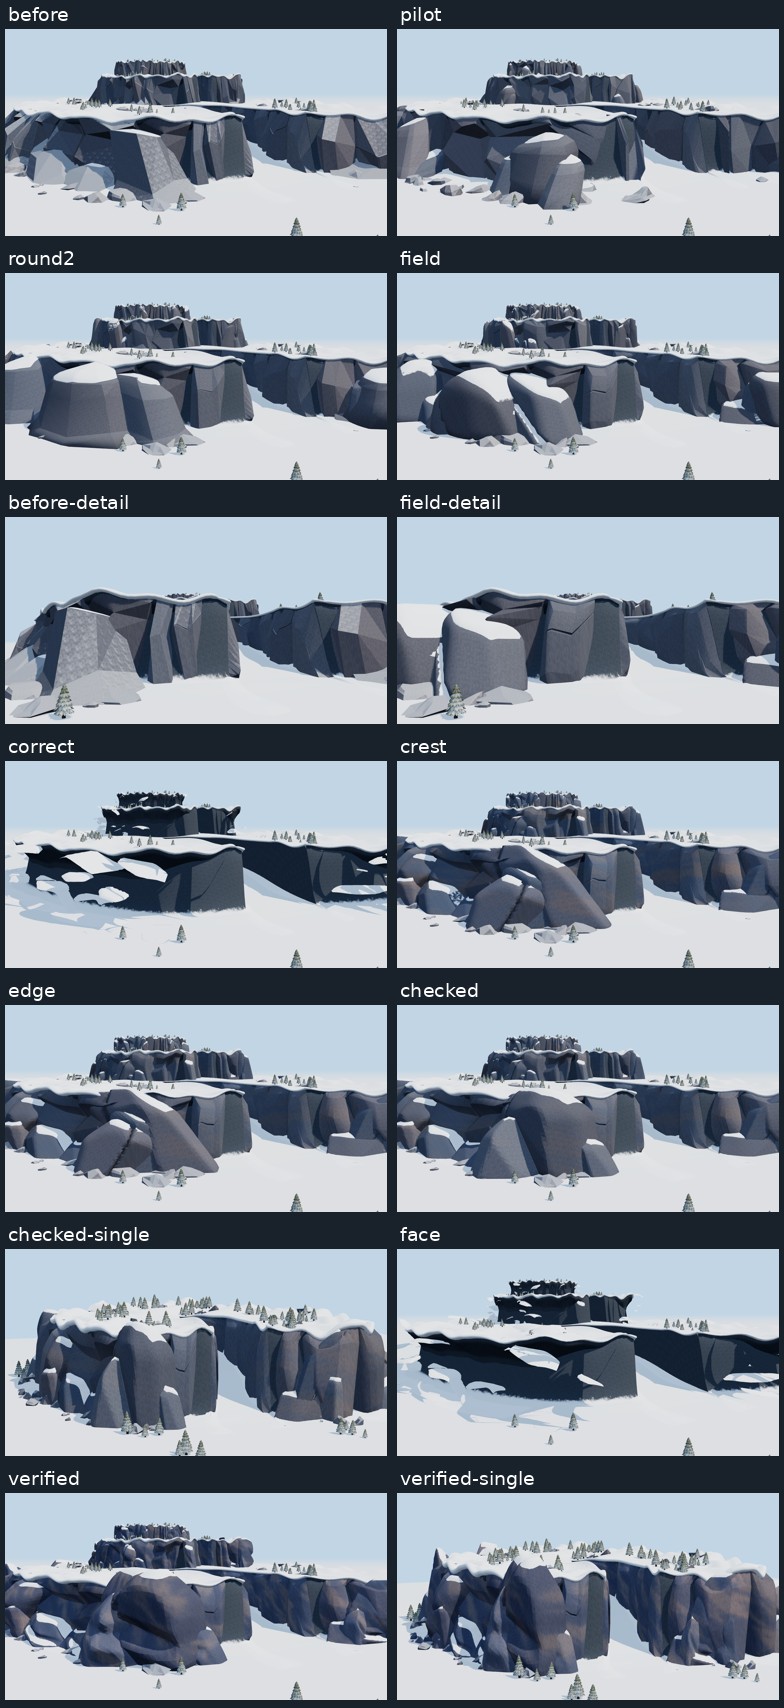 before
pilot
round2
field
before-detail
field-detail
correct
crest
edge
checked
checked-single
face
verified
verified-single